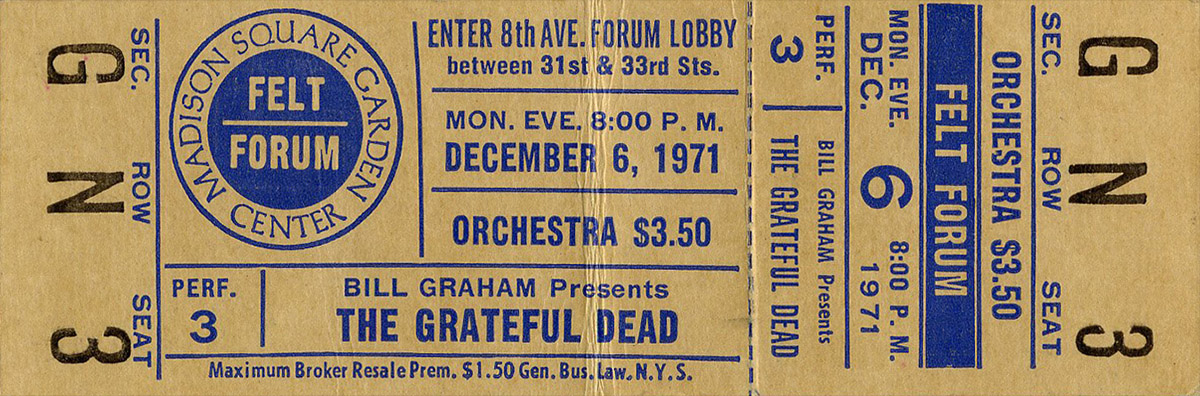 SEC. G
ROW N
SEAT 3
MADISON SQUARE GARDEN CENTER
FELT
FORUM
ENTER 8th AVE. FORUM LOBBY
between 31st & 33rd Sts.
MON. EVE. 8:00 P. M.
DECEMBER 6, 1971
ORCHESTRA $3.50
PERF.
3
BILL GRAHAM Presents
THE GRATEFUL DEAD
Maximum Broker Resale Prem. $1.50 Gen. Bus. Law. N.Y.S.
SEC. G
ROW N
SEAT 3
ORCHESTRA $3.50
FELT FORUM
MON. EVE. 8:00 P. M.
DEC. 6 1971
PERF.
3
BILL GRAHAM Presents
THE GRATEFUL DEAD